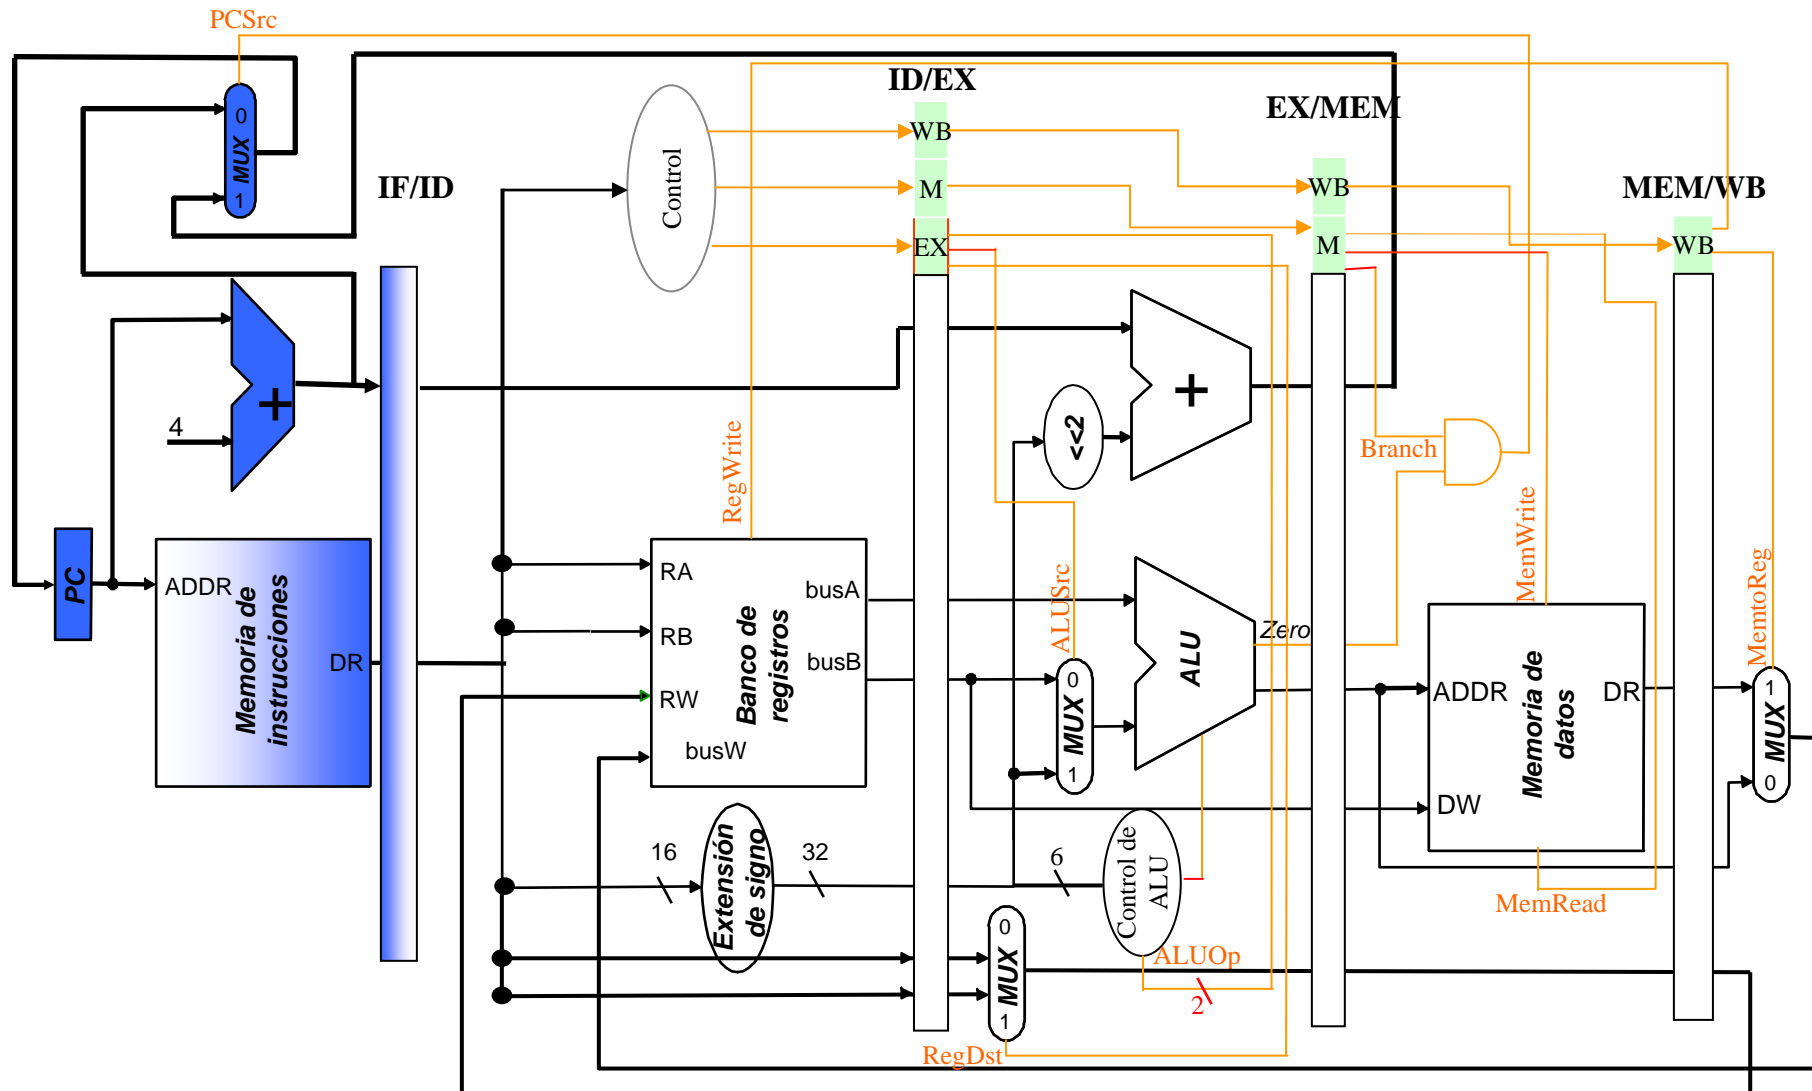 PCSrc
ID/EX
EX/MEM
IF/ID
MEM/WB
0
MUX
1
Control
WB
M
EX
WB
M
WB
+
4
+
<<2
Branch
RegWrite
MemWrite
MemtoReg
ALUSrc
PC
ADDR
Memoria de
instrucciones
DR
RA
RB
RW
busW
Banco de
registros
busA
busB
0
MUX
1
ALU
Zero
ADDR
DW
Memoria de
datos
DR
1
MUX
0
16
Extensión
de signo
32
6
Control de
ALU
MemRead
0
MUX
1
ALUOp
2
RegDst